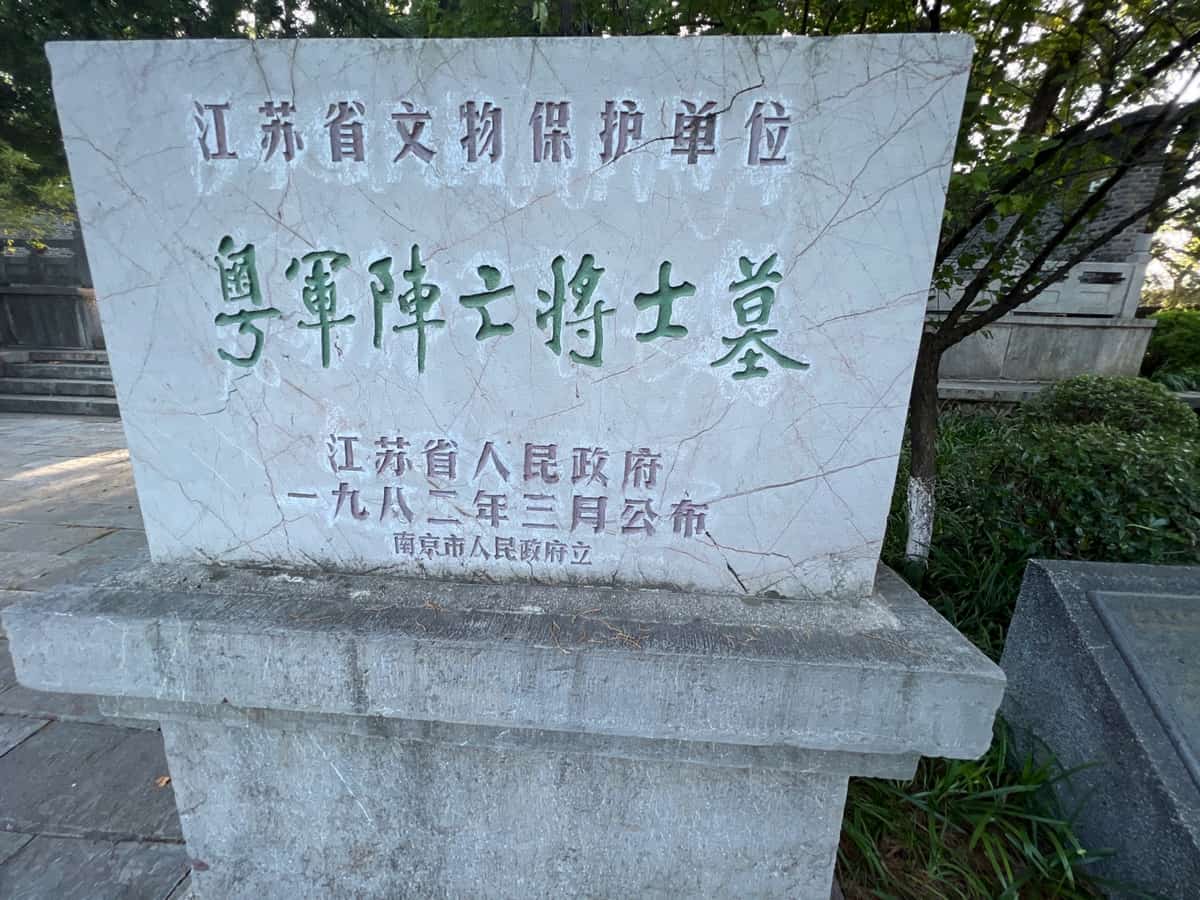 江苏省文物保护单位
粤軍陣亡将士墓
江苏省人民政府
一九八二年三月公布
南京市人民政府立